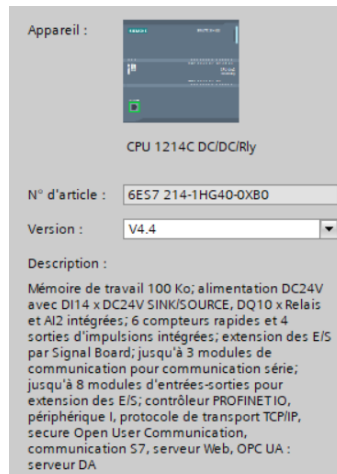 Appareil :
SIEMENS
CPU 1214C DC/DC/Rly
N° d'article :
6ES7 214-1HG40-0XB0
Version :
V4.4
Description :
Mémoire de travail 100 Ko; alimentation DC24V
avec DI14 x DC24V SINK/SOURCE, DQ10 x Relais
et AI2 intégrées; 6 compteurs rapides et 4
sorties d'impulsions intégrées; extension des E/S
par Signal Board; jusqu'à 3 modules de
communication pour communication série;
jusqu'à 8 modules d'entrées-sorties pour
extension des E/S; contrôleur PROFINET IO,
périphérique I, protocole de transport TCP/IP,
secure Open User Communication,
communication S7, serveur Web, OPC UA :
serveur DA